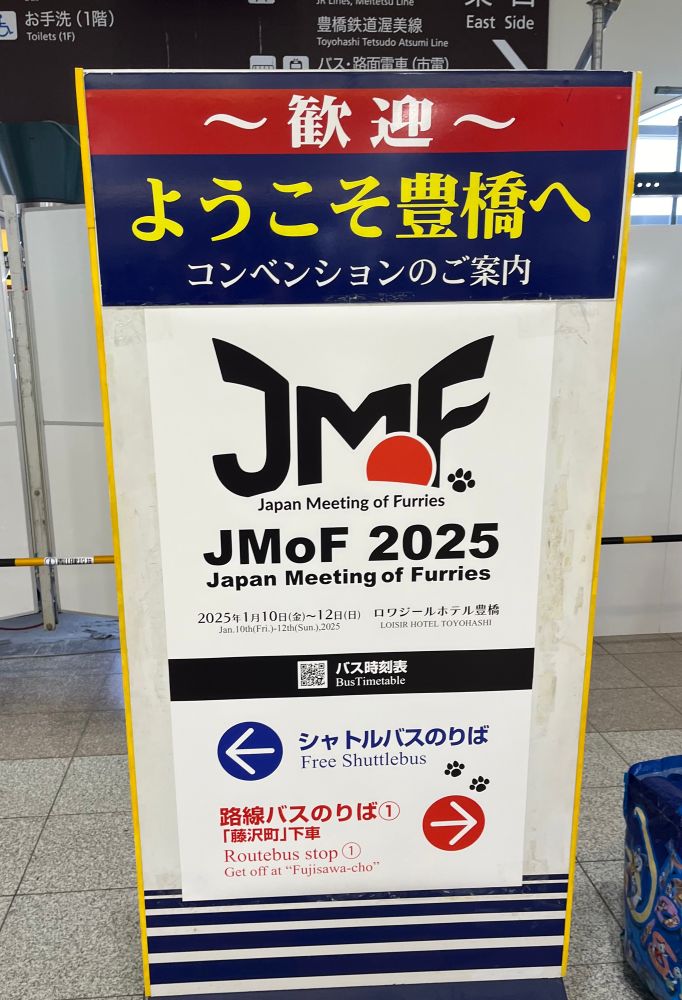 お手洗(1階)
Toilets (1F)
JR Lines, Meitetsu Line
豊橋鉄道渥美線
Toyohashi Tetsudo Atsumi Line
バス・路面電車(市電)
East Side
～歓迎～
ようこそ豊橋へ
コンベンションのご案内
JMoF
Japan Meeting of Furries
JMoF 2025
Japan Meeting of Furries
2025年1月10日(金)～12日(日) ロワジールホテル豊橋
Jan.10th(Fri.)-12th(Sun.),2025 LOISIR HOTEL TOYOHASHI
バス時刻表
BusTimetable
シャトルバスのりば
Free Shuttlebus
路線バスのりば①
「藤沢町」下車
Routebus stop ①
Get off at “Fujisawa-cho”